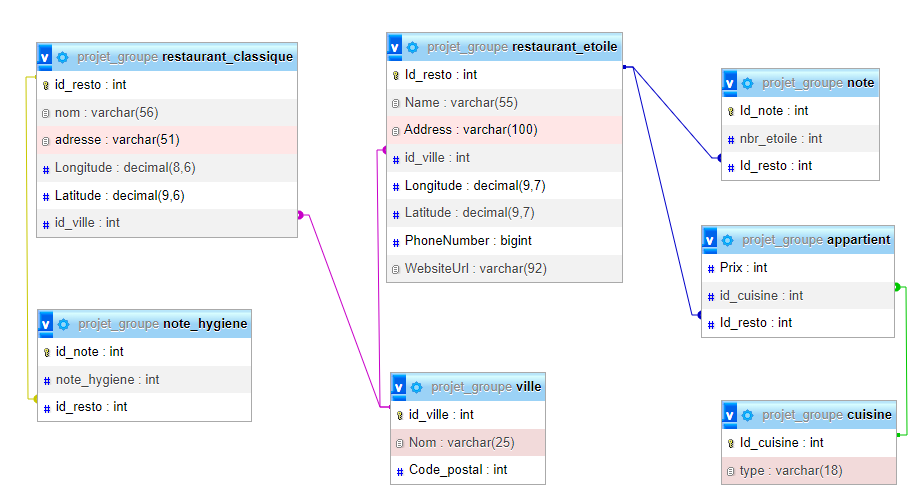 projet_groupe restaurant_classique
id_resto : int
nom : varchar(56)
adresse : varchar(51)
Longitude : decimal(8,6)
Latitude : decimal(9,6)
id_ville : int
projet_groupe restaurant_etoile
Id_resto : int
Name : varchar(55)
Address : varchar(100)
id_ville : int
Longitude : decimal(9,7)
Latitude : decimal(9,7)
PhoneNumber : bigint
WebsiteUrl : varchar(92)
projet_groupe note
Id_note : int
nbr_etoile : int
Id_resto : int
projet_groupe appartient
Prix : int
id_cuisine : int
Id_resto : int
projet_groupe note_hygiene
id_note : int
note_hygiene : int
id_resto : int
projet_groupe ville
id_ville : int
Nom : varchar(25)
Code_postal : int
projet_groupe cuisine
Id_cuisine : int
type : varchar(18)